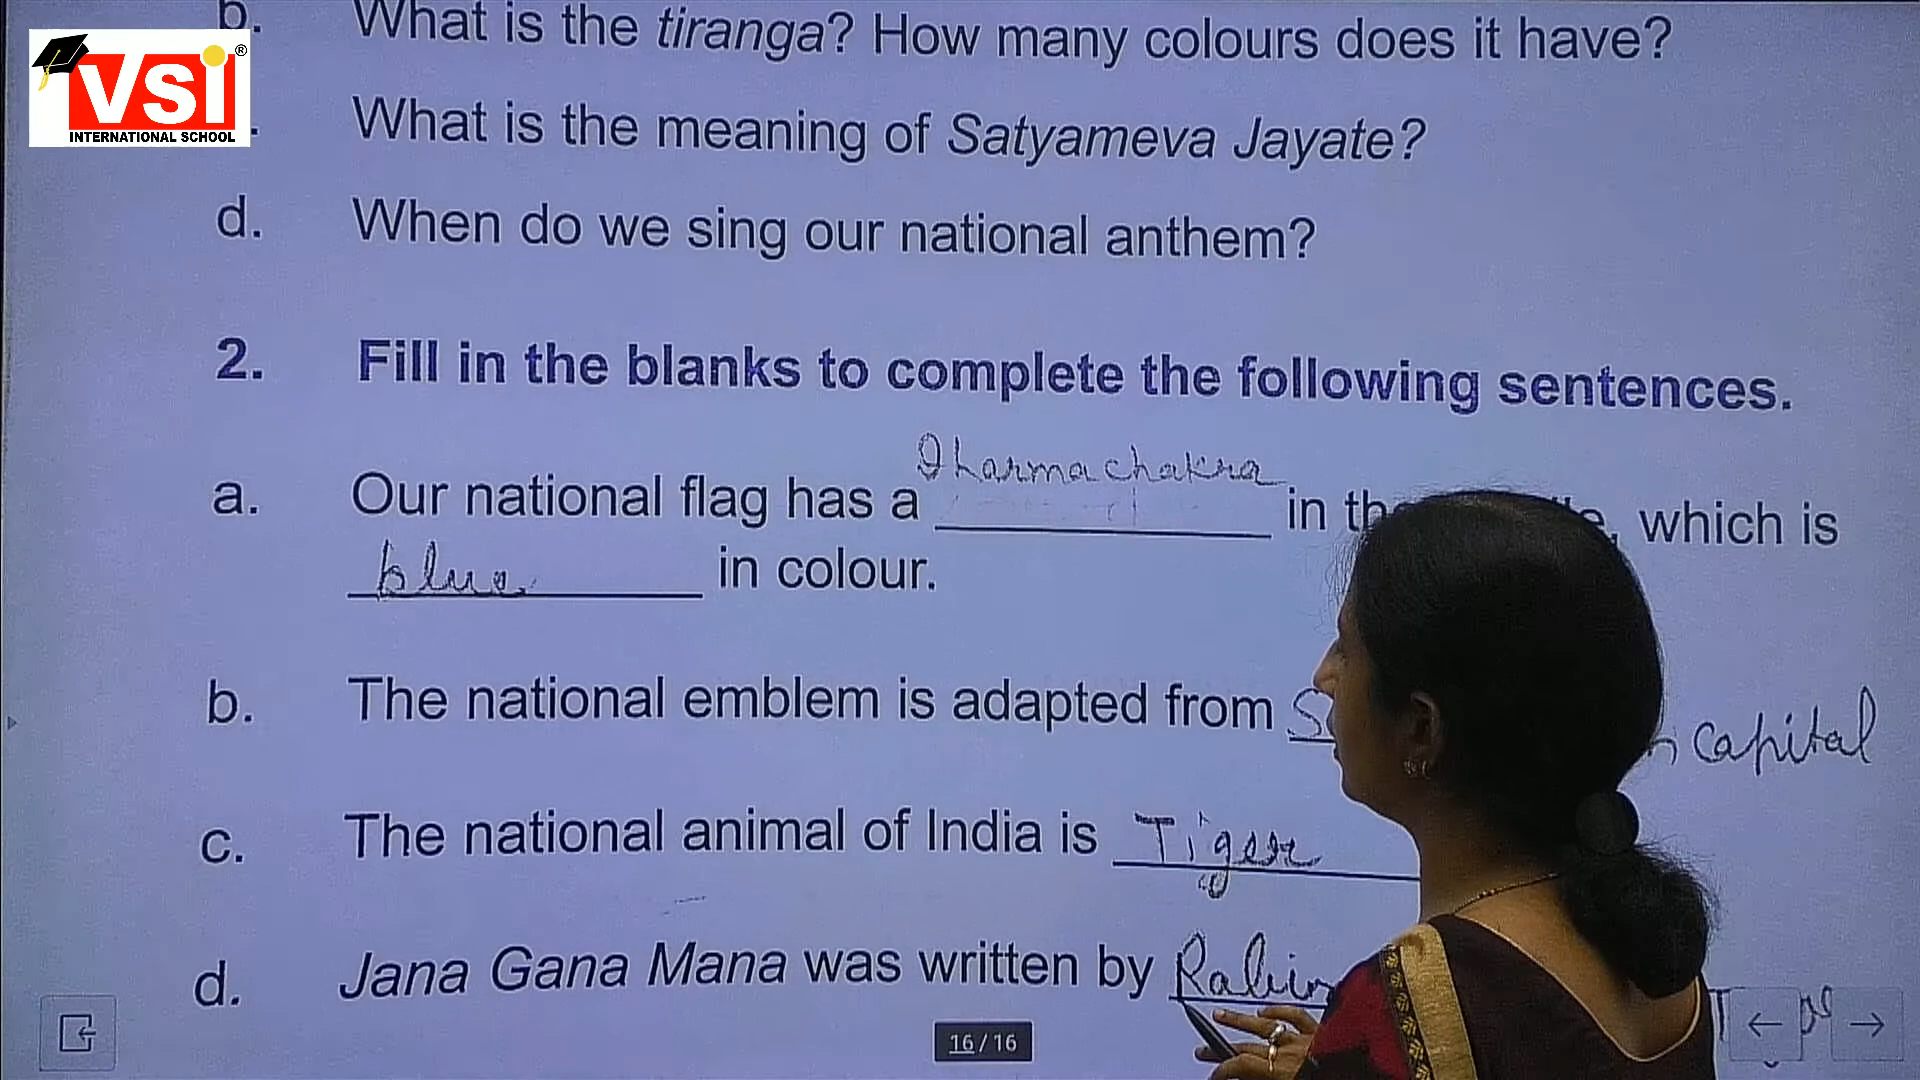 b. What is the tiranga? How many colours does it have?
VSI®
INTERNATIONAL SCHOOL
What is the meaning of Satyameva Jayate?
d. When do we sing our national anthem?
2. Fill in the blanks to complete the following sentences.
Dharmachakra
a. Our national flag has a in which is
blue in colour.
b. The national emblem is adapted from capital
c. The national animal of India is Tiger
d. Jana Gana Mana was written by
16 / 16